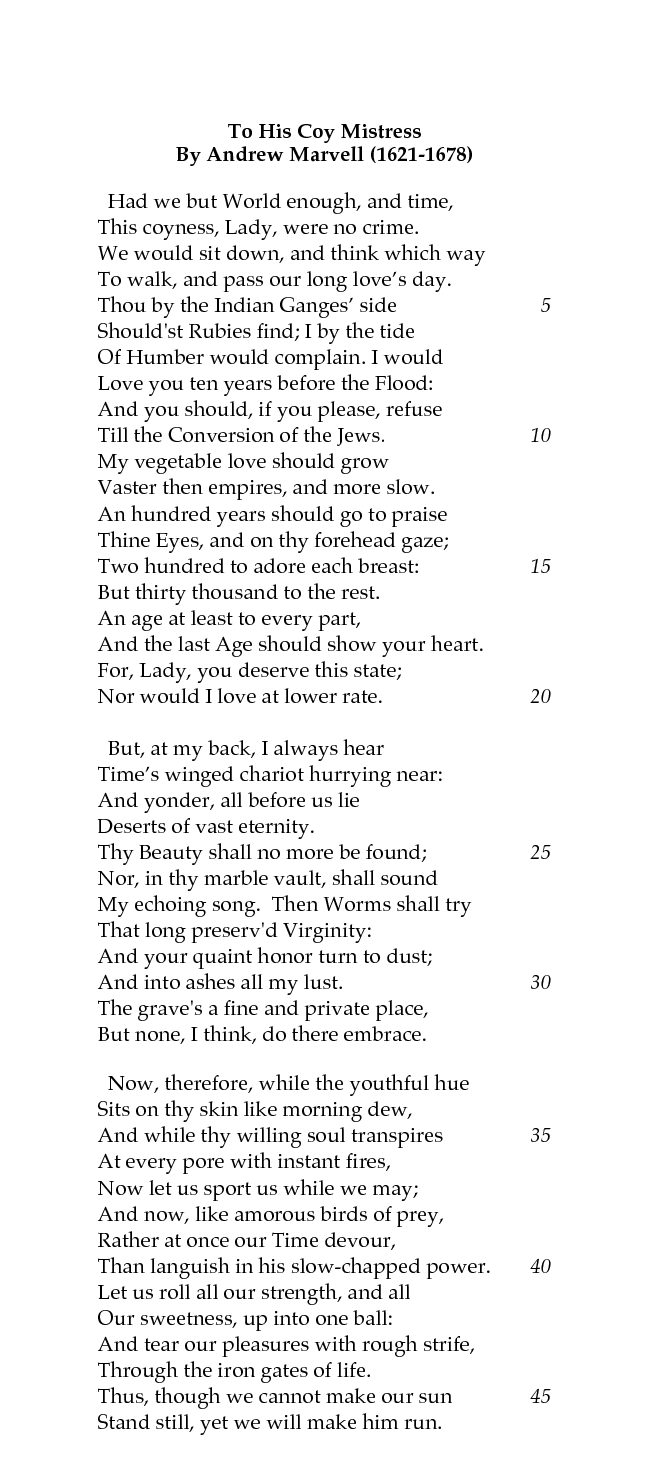 To His Coy Mistress
By Andrew Marvell (1621-1678)
Had we but World enough, and time,
This coyness, Lady, were no crime.
We would sit down, and think which way
To walk, and pass our long love’s day.
Thou by the Indian Ganges’ side 5
Should'st Rubies find; I by the tide
Of Humber would complain. I would
Love you ten years before the Flood:
And you should, if you please, refuse
Till the Conversion of the Jews. 10
My vegetable love should grow
Vaster then empires, and more slow.
An hundred years should go to praise
Thine Eyes, and on thy forehead gaze;
Two hundred to adore each breast: 15
But thirty thousand to the rest.
An age at least to every part,
And the last Age should show your heart.
For, Lady, you deserve this state;
Nor would I love at lower rate. 20
But, at my back, I always hear
Time’s winged chariot hurrying near:
And yonder, all before us lie
Deserts of vast eternity.
Thy Beauty shall no more be found; 25
Nor, in thy marble vault, shall sound
My echoing song.  Then Worms shall try
That long preserv'd Virginity:
And your quaint honor turn to dust;
And into ashes all my lust. 30
The grave's a fine and private place,
But none, I think, do there embrace.
Now, therefore, while the youthful hue
Sits on thy skin like morning dew,
And while thy willing soul transpires 35
At every pore with instant fires,
Now let us sport us while we may;
And now, like amorous birds of prey,
Rather at once our Time devour,
Than languish in his slow-chapped power. 40
Let us roll all our strength, and all
Our sweetness, up into one ball:
And tear our pleasures with rough strife,
Through the iron gates of life.
Thus, though we cannot make our sun 45
Stand still, yet we will make him run.